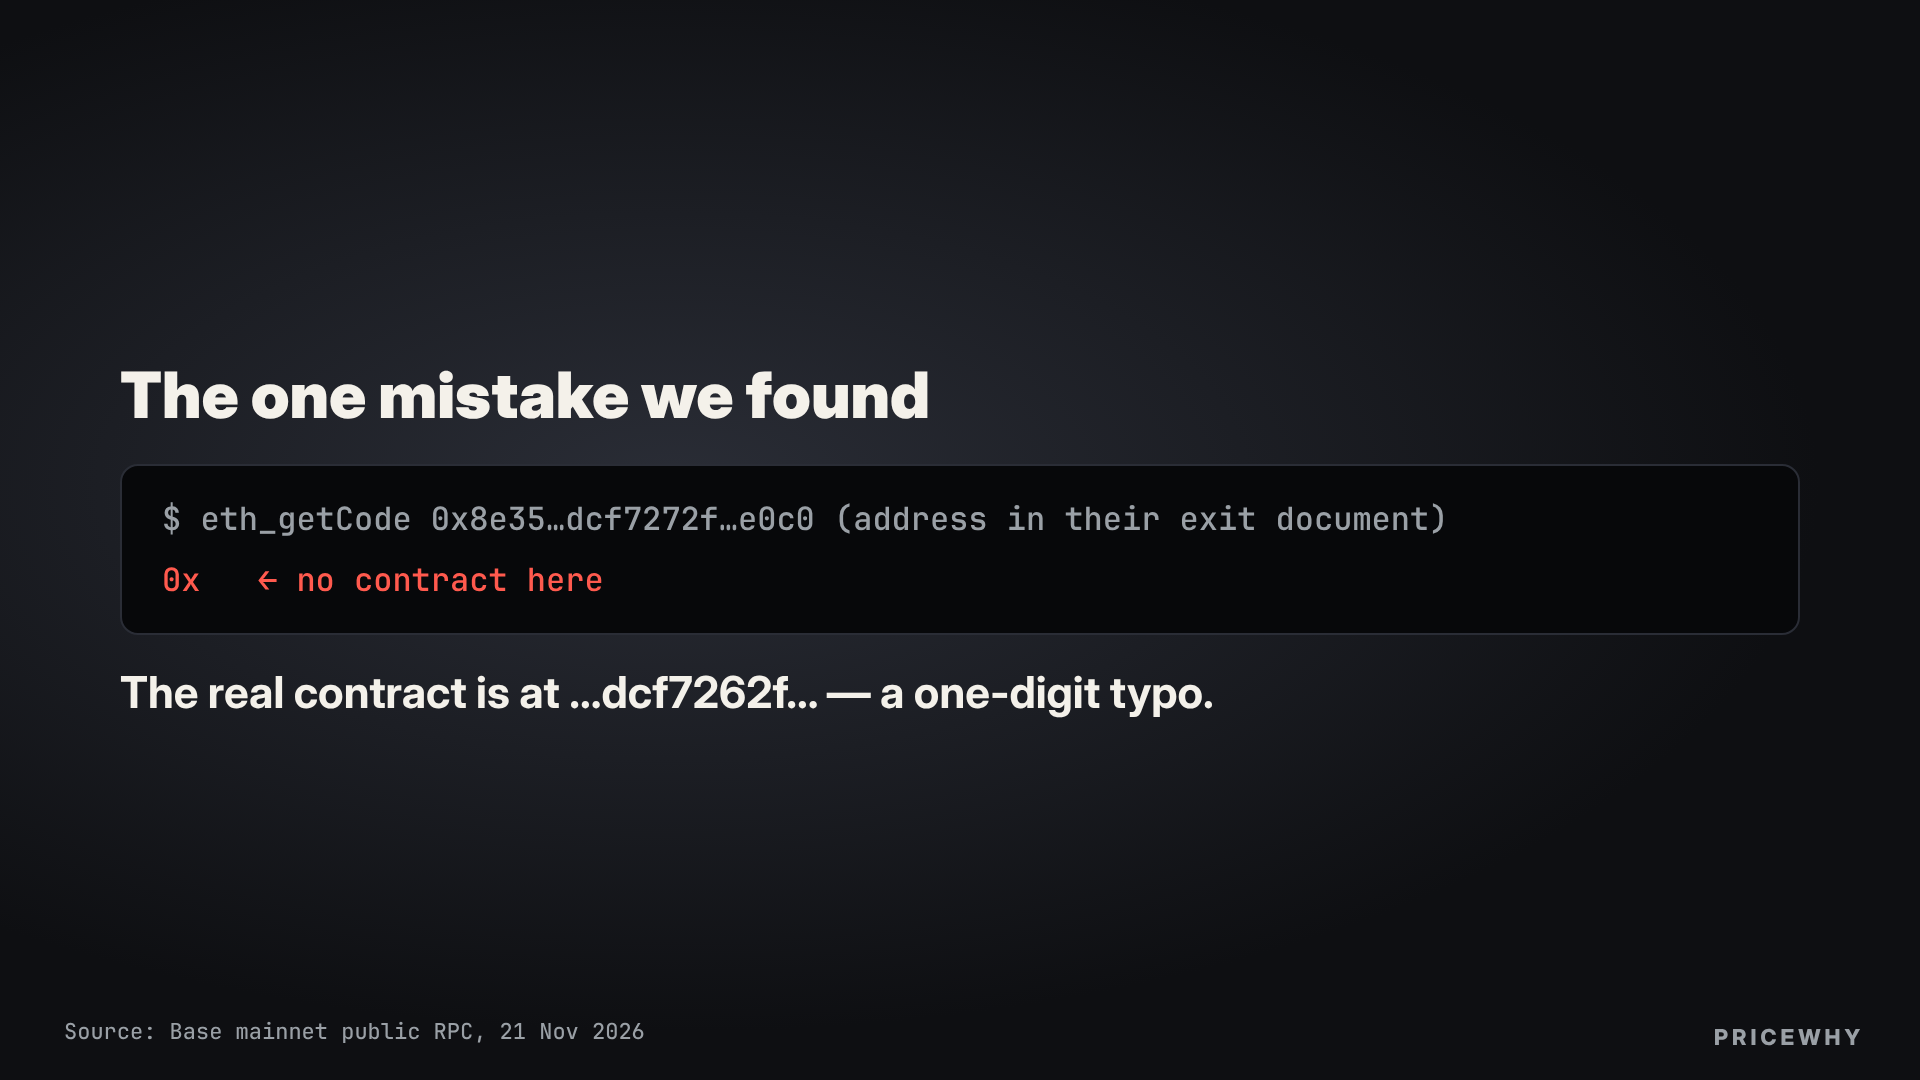 The one mistake we found
$ eth_getCode 0x8e35…dcf7272f…e0c0 (address in their exit document)
0x   ← no contract here
The real contract is at …dcf7262f… — a one-digit typo.
Source: Base mainnet public RPC, 21 Nov 2026
PRICEWHY